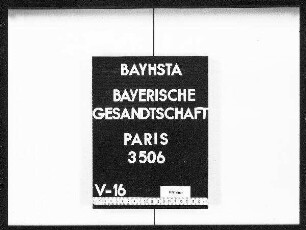 BAYHSTA
BAYERISCHE
GESANDTSCHAFT
PARIS
3506
V-16